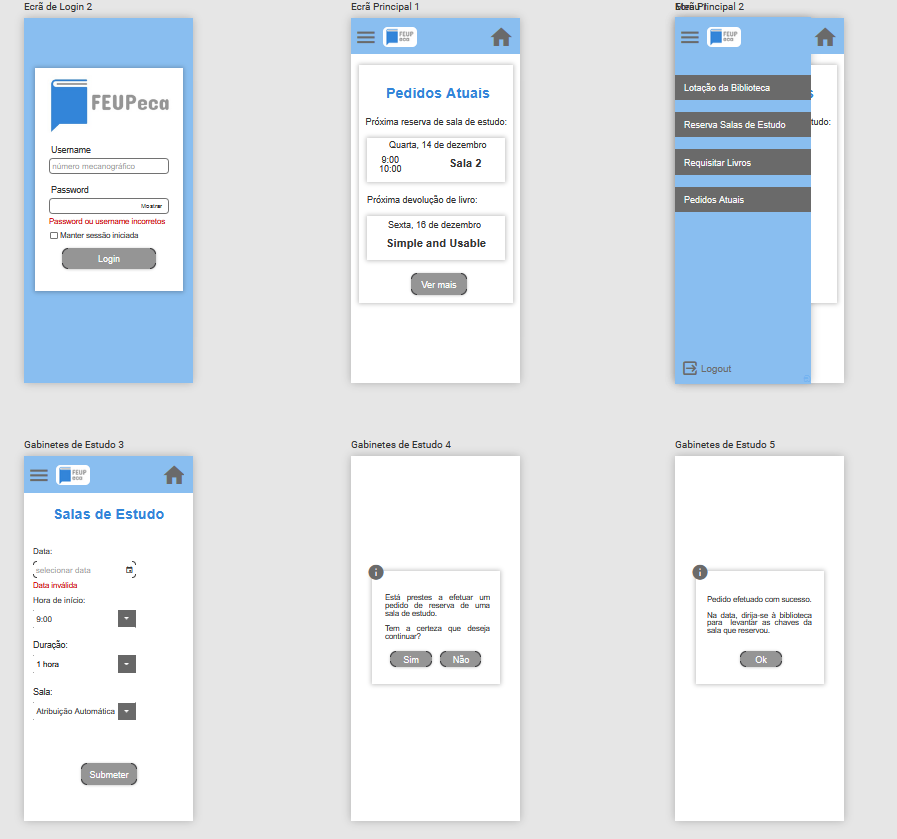 Ecrã de Login 2
FEUPeca
Username
número mecanográfico
Password
Mostrar
Password ou username incorretos
Manter sessão iniciada
Login
Ecrã Principal 1
FEUP
eca
Pedidos Atuais
Próxima reserva de sala de estudo:
Quarta, 14 de dezembro
9:00
10:00
Sala 2
Próxima devolução de livro:
Sexta, 16 de dezembro
Simple and Usable
Ver mais
Principal 2
FEUP
eca
Lotação da Biblioteca
s
Reserva Salas de Estudo
tudo:
Requisitar Livros
Pedidos Atuais
Logout
Gabinetes de Estudo 3
FEUP
eca
Salas de Estudo
Data:
selecionar data
Data inválida
Hora de início:
9:00
Duração:
1 hora
Sala:
Atribuição Automática
Submeter
Gabinetes de Estudo 4
Está prestes a efetuar um
pedido de reserva de uma
sala de estudo.
Tem a certeza que deseja
continuar?
Sim
Não
Gabinetes de Estudo 5
Pedido efetuado com sucesso.
Na data, dirija-se à biblioteca
para levantar as chaves da
sala que reservou.
Ok